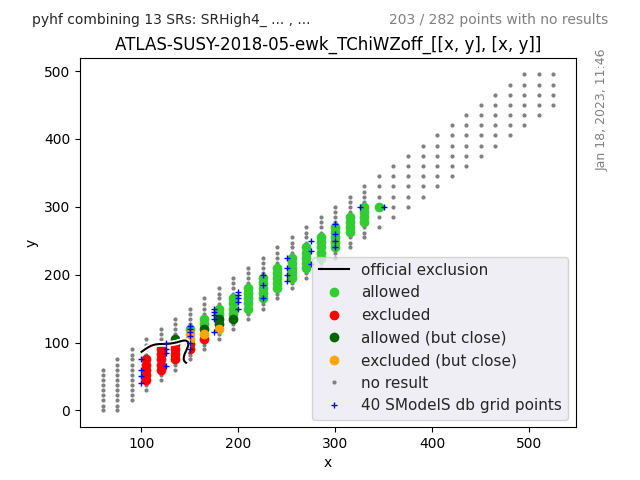 pyhf combining 13 SRs: SRHigh4_ ... , ...
203 / 282 points with no results
ATLAS-SUSY-2018-05-ewk_TChiWZoff_[[x, y], [x, y]]
Jan 18, 2023, 11:46
500
400
300
200
100
0
y
official exclusion
allowed
excluded
allowed (but close)
excluded (but close)
no result
40 SModelS db grid points
100 200 300 400 500
x